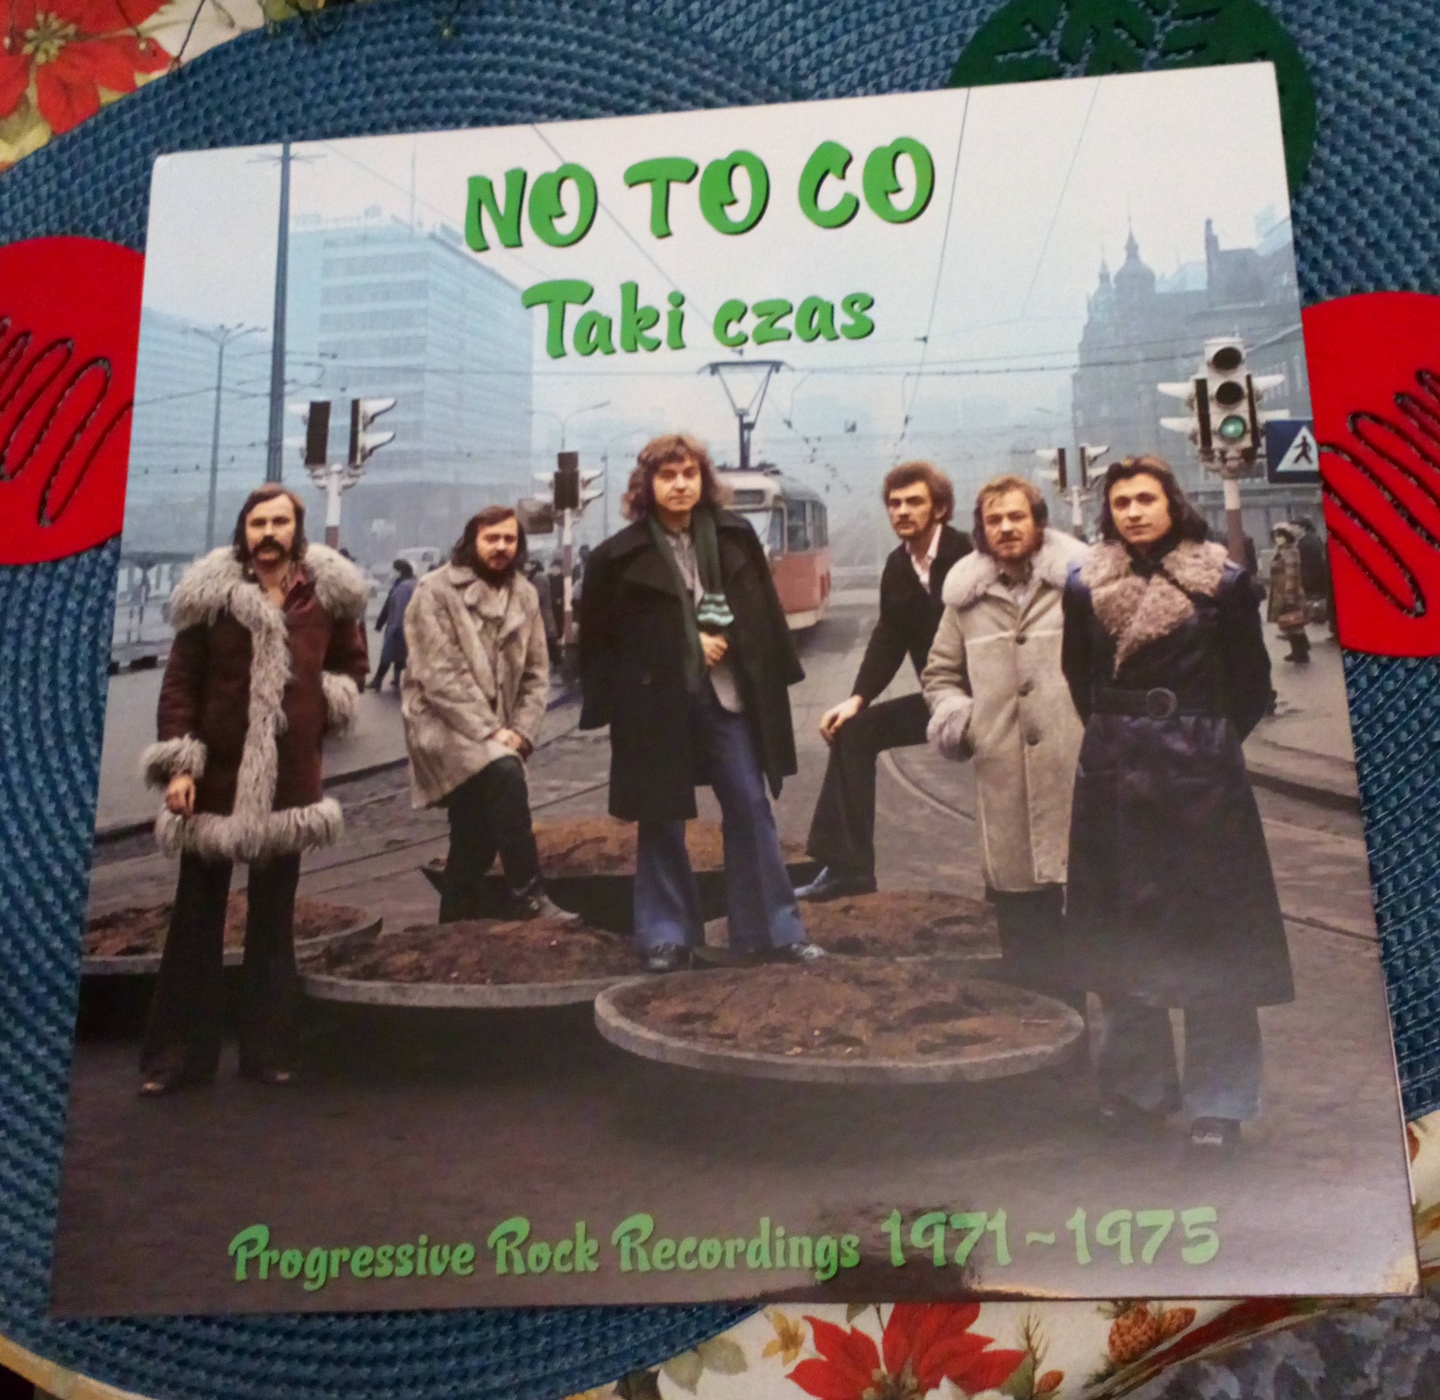 NO TO CO
Taki czas
Progressive Rock Recordings 1971~1975